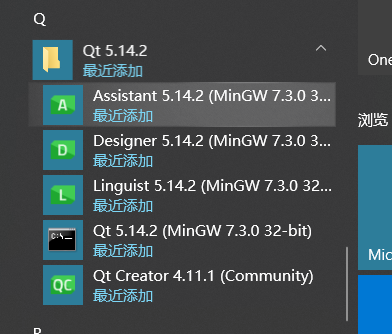 Q
Qt 5.14.2
最近添加
Assistant 5.14.2 (MinGW 7.3.0 3...
最近添加
Designer 5.14.2 (MinGW 7.3.0 3...
最近添加
Linguist 5.14.2 (MinGW 7.3.0 32...
最近添加
Qt 5.14.2 (MinGW 7.3.0 32-bit)
最近添加
Qt Creator 4.11.1 (Community)
最近添加
One
浏览
Mic